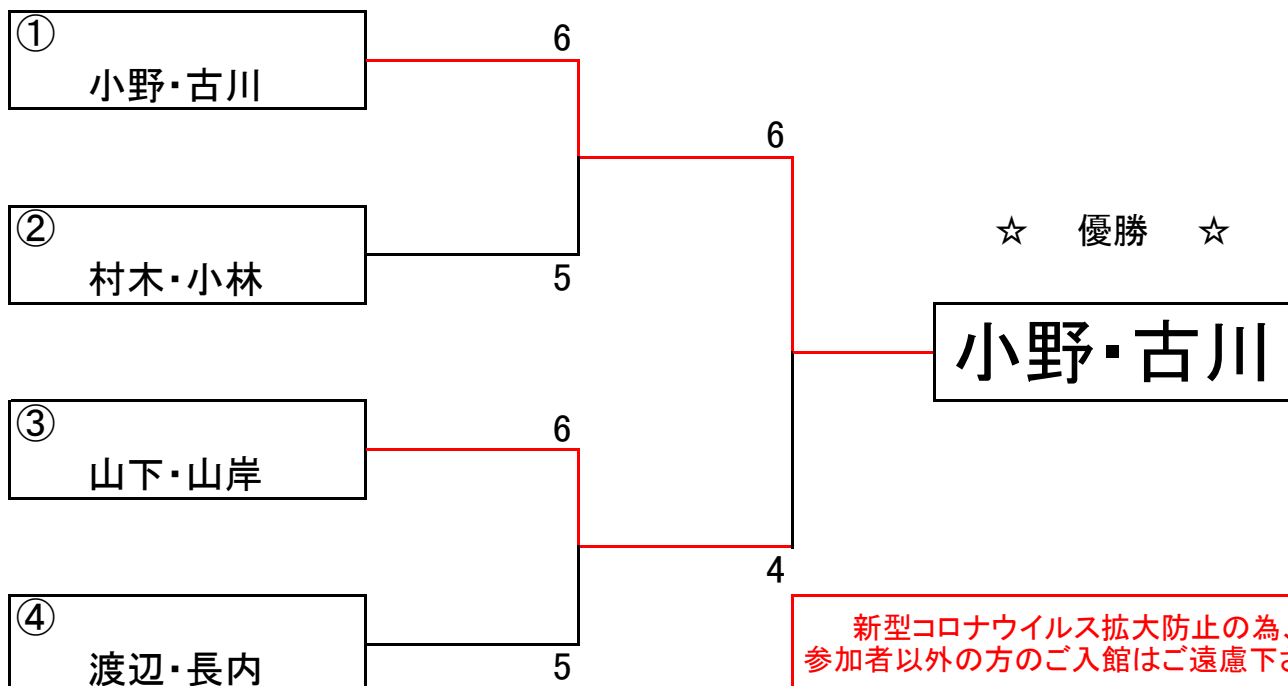 ①
小野・古川
6
②
村木・小林
5
6
③
山下・山岸
6
④
渡辺・長内
5
4
☆ 優勝 ☆
小野・古川
新型コロナウイルス拡大防止の為、
参加者以外の方のご入館はご遠慮下さ